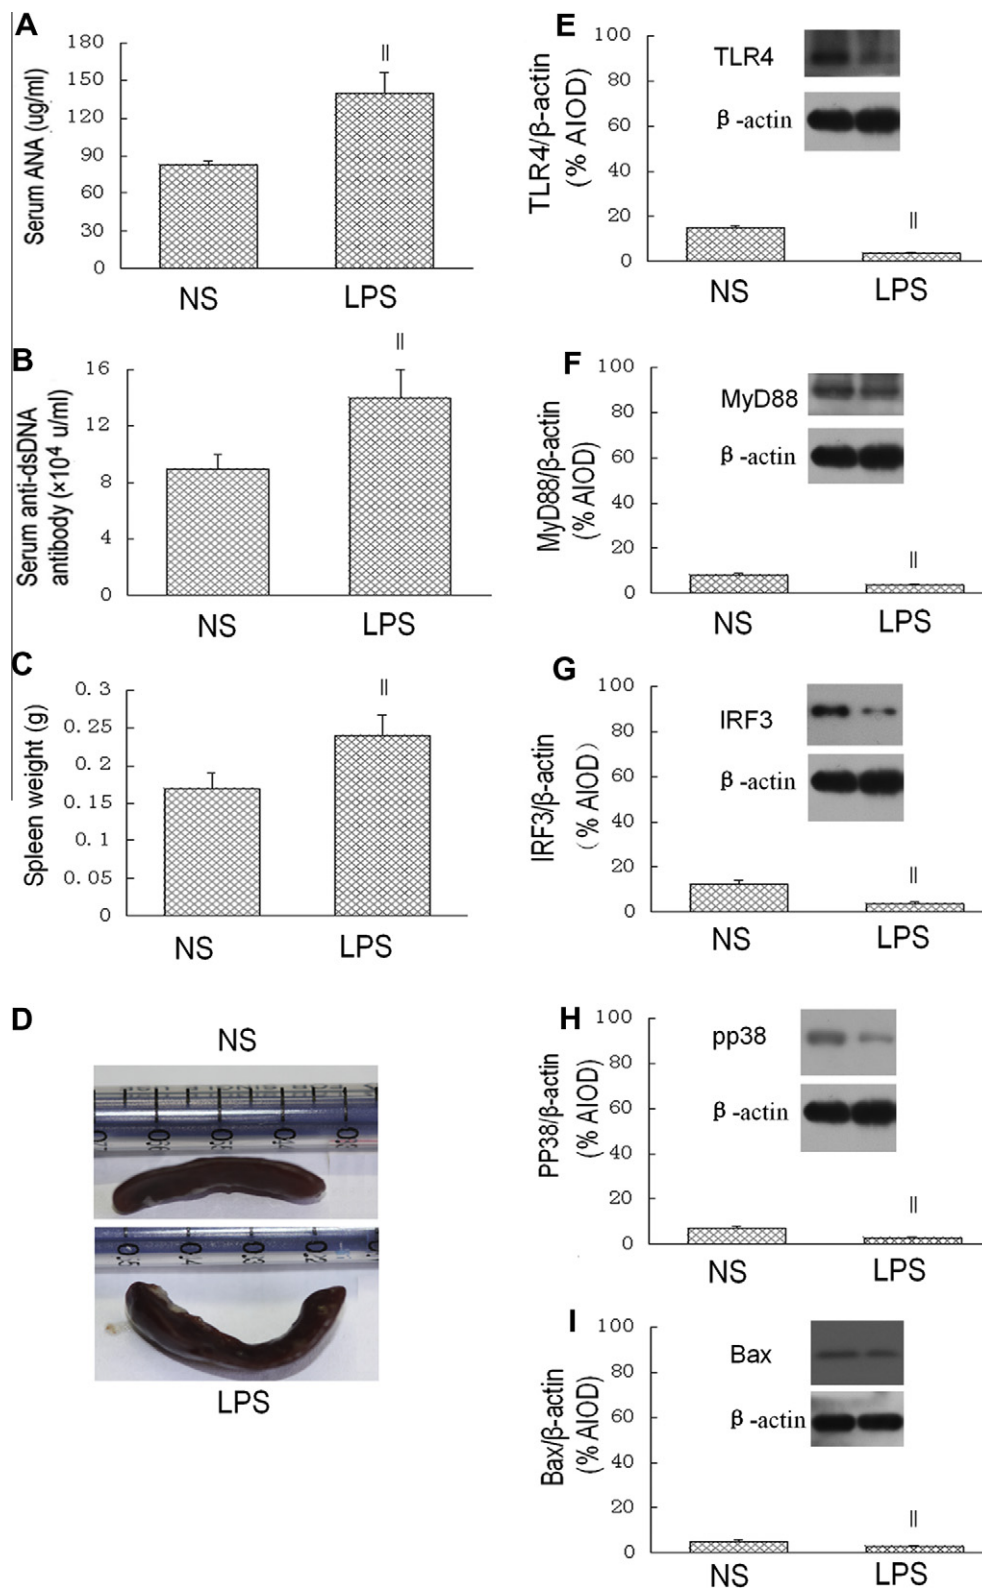 A
Serum ANA (ug/ml)
180
150
120
90
60
30
0
||
NS
LPS
B
Serum anti-dsDNA
antibody (×10⁴ u/ml)
16
12
8
4
0
||
NS
LPS
C
Spleen weight (g)
0.3
0.25
0.2
0.15
0.1
0.05
0
||
NS
LPS
D
NS
LPS
E
TLR4/β-actin
(% AIOD)
100
80
60
40
20
0
TLR4
β-actin
||
NS
LPS
F
MyD88/β-actin
(% AIOD)
100
80
60
40
20
0
MyD88
β-actin
||
NS
LPS
G
IRF3/β-actin
(% AIOD)
100
80
60
40
20
0
IRF3
β-actin
||
NS
LPS
H
PP38/β-actin
(% AIOD)
100
80
60
40
20
0
pp38
β-actin
||
NS
LPS
I
Bax/β-actin
(% AIOD)
100
80
60
40
20
0
Bax
β-actin
||
NS
LPS